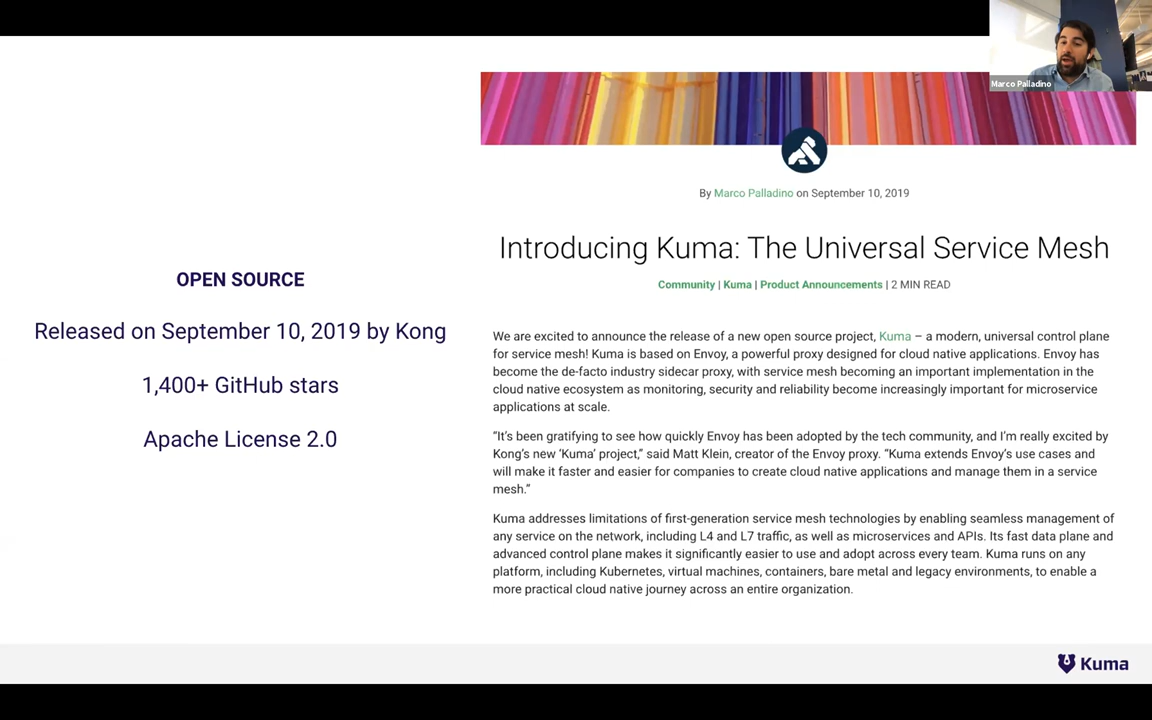 Marco Palladino
OPEN SOURCE
Released on September 10, 2019 by Kong
1,400+ GitHub stars
Apache License 2.0
By Marco Palladino on September 10, 2019
Introducing Kuma: The Universal Service Mesh
Community | Kuma | Product Announcements | 2 MIN READ
We are excited to announce the release of a new open source project, Kuma – a modern, universal control plane
for service mesh! Kuma is based on Envoy, a powerful proxy designed for cloud native applications. Envoy has
become the de-facto industry sidecar proxy, with service mesh becoming an important implementation in the
cloud native ecosystem as monitoring, security and reliability become increasingly important for microservice
applications at scale.
“It’s been gratifying to see how quickly Envoy has been adopted by the tech community, and I’m really excited by
Kong’s new ‘Kuma’ project,” said Matt Klein, creator of the Envoy proxy. “Kuma extends Envoy’s use cases and
will make it faster and easier for companies to create cloud native applications and manage them in a service
mesh.”
Kuma addresses limitations of first-generation service mesh technologies by enabling seamless management of
any service on the network, including L4 and L7 traffic, as well as microservices and APIs. Its fast data plane and
advanced control plane makes it significantly easier to use and adopt across every team. Kuma runs on any
platform, including Kubernetes, virtual machines, containers, bare metal and legacy environments, to enable a
more practical cloud native journey across an entire organization.
Kuma